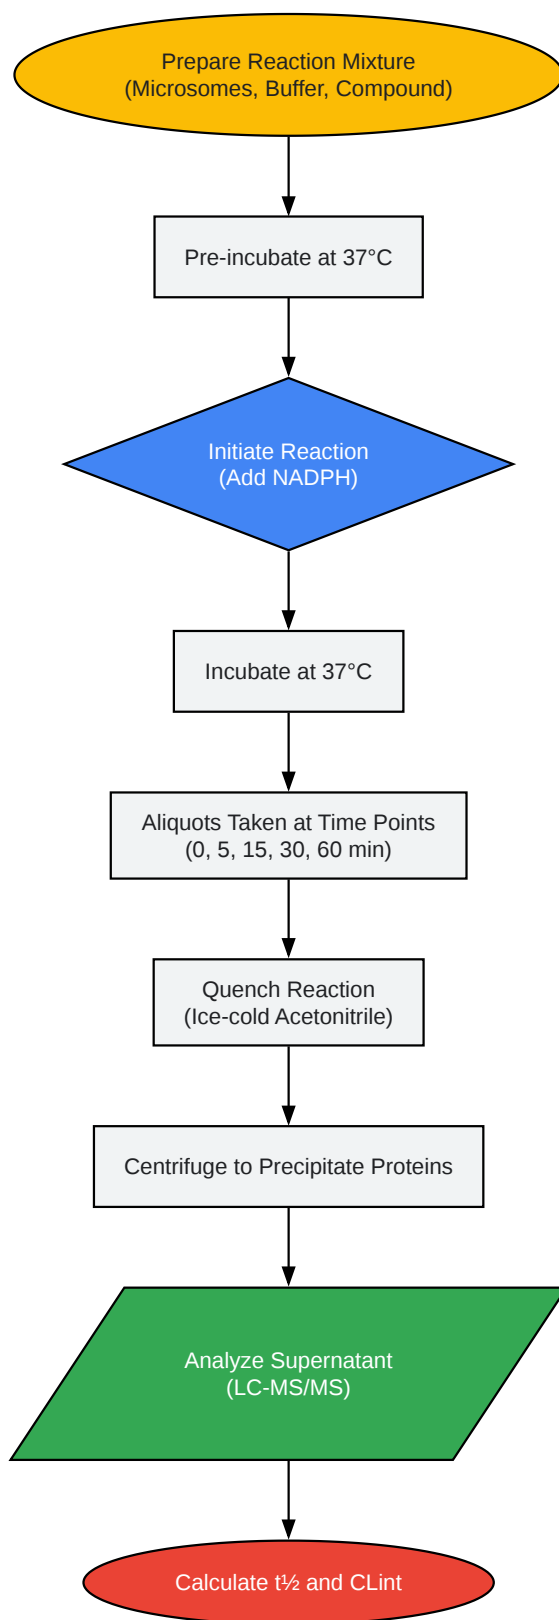 Prepare Reaction Mixture
(Microsomes, Buffer, Compound)
Pre-incubate at 37°C
Initiate Reaction
(Add NADPH)
Incubate at 37°C
Aliquots Taken at Time Points
(0, 5, 15, 30, 60 min)
Quench Reaction
(Ice-cold Acetonitrile)
Centrifuge to Precipitate Proteins
Analyze Supernatant
(LC-MS/MS)
Calculate t½ and CLint